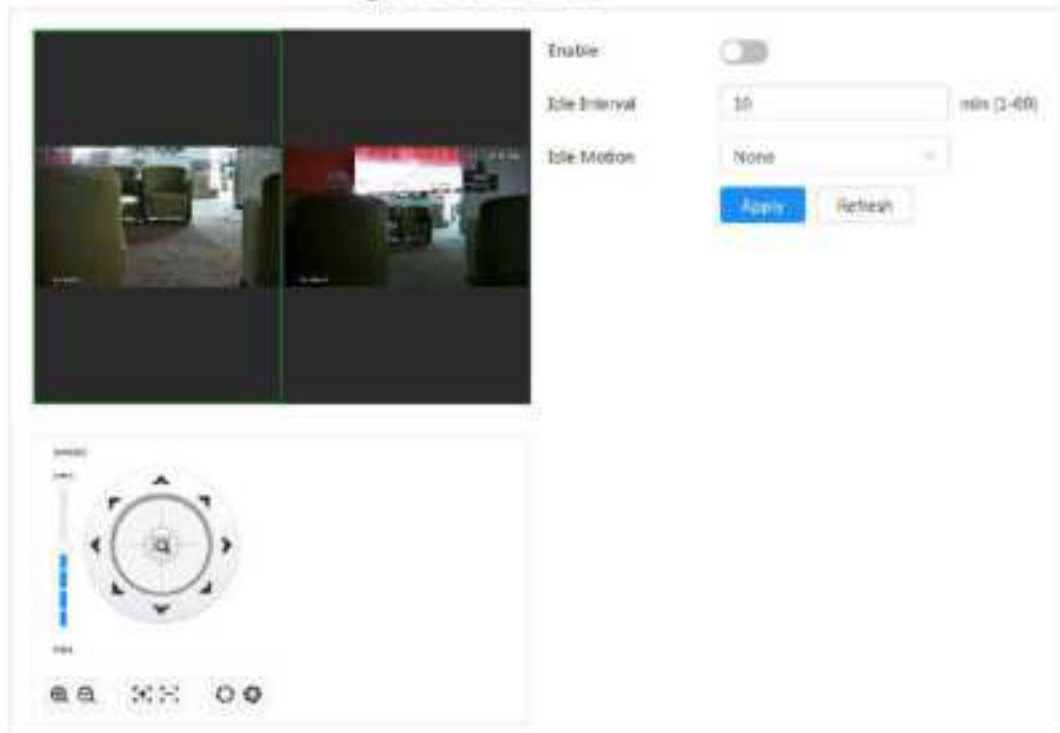 Enable
Idle Interval
10
min (1-60)
Idle Motion
None
Apply
Refresh